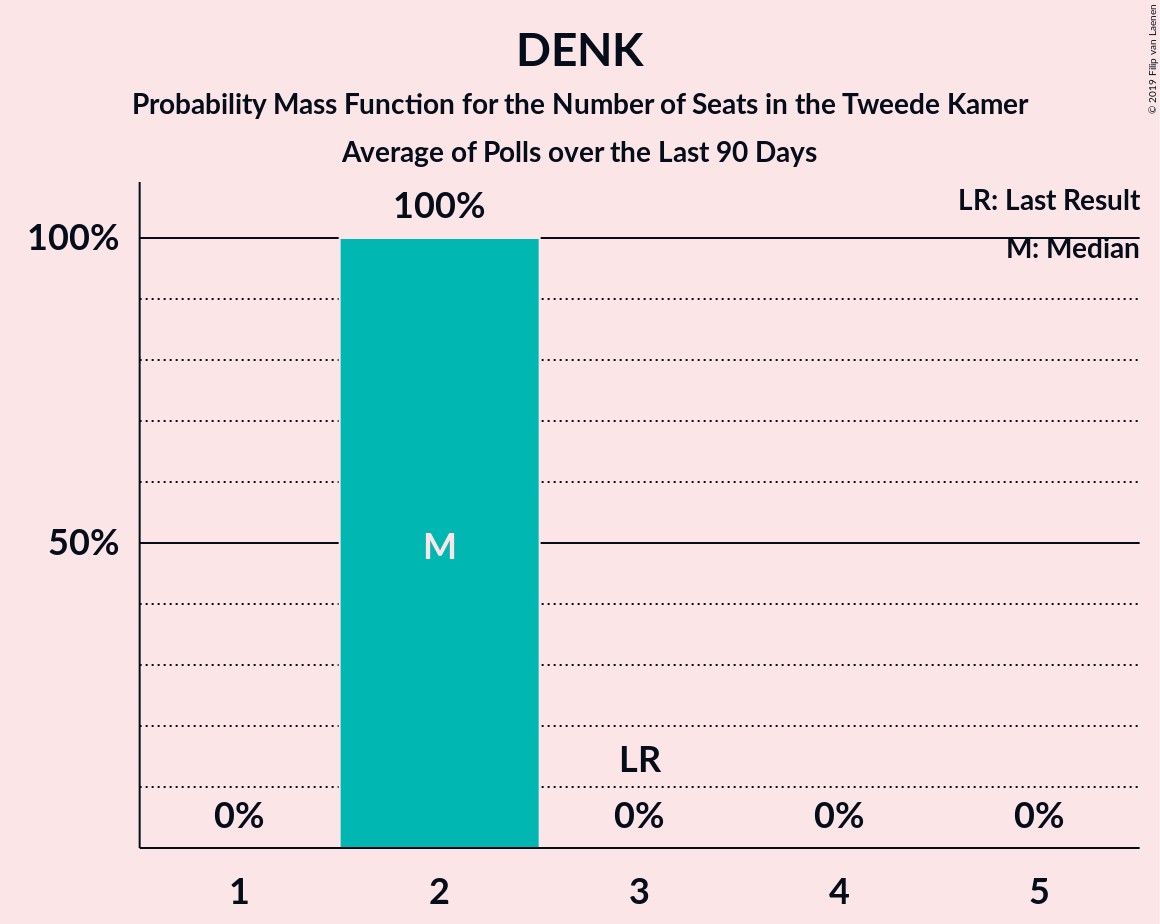 DENK
Probability Mass Function for the Number of Seats in the Tweede Kamer
Average of Polls over the Last 90 Days
© 2019 Filip van Laenen
LR: Last Result
M: Median
100%
50%
100%
M
LR
0%
0%
0%
0%
1
2
3
4
5